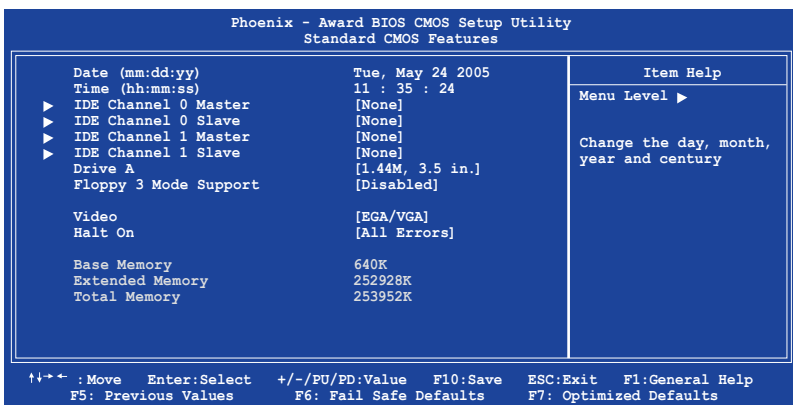 Phoenix - Award BIOS CMOS Setup Utility
Standard CMOS Features
Date (mm:dd:yy) Tue, May 24 2005
Time (hh:mm:ss) 11 : 35 : 24
▶ IDE Channel 0 Master [None]
▶ IDE Channel 0 Slave [None]
▶ IDE Channel 1 Master [None]
▶ IDE Channel 1 Slave [None]
Drive A [1.44M, 3.5 in.]
Floppy 3 Mode Support [Disabled]
Video [EGA/VGA]
Halt On [All Errors]
Base Memory 640K
Extended Memory 252928K
Total Memory 253952K
Item Help
Menu Level ▶
Change the day, month,
year and century
↑↓→← :Move Enter:Select +/-/PU/PD:Value F10:Save ESC:Exit F1:General Help
F5: Previous Values F6: Fail Safe Defaults F7: Optimized Defaults